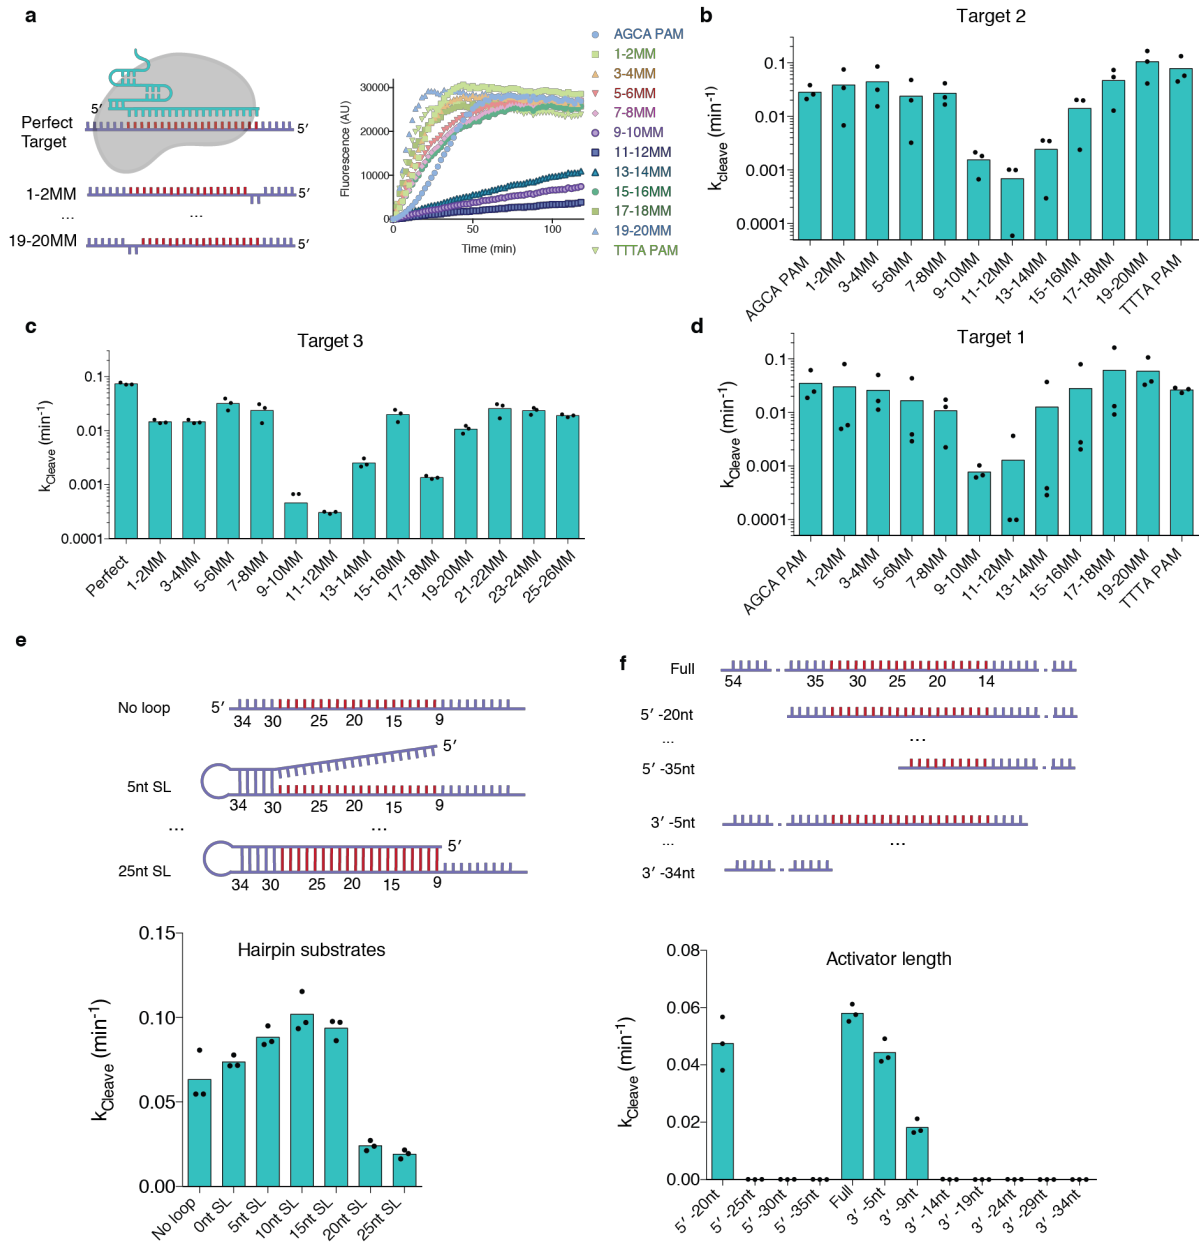 a
5′
Perfect
Target
5′
1-2MM
5′
...
...
19-20MM
5′
Fluorescence (AU)
30000
20000
10000
0
0
50
100
Time (min)
AGCA PAM
1-2MM
3-4MM
5-6MM
7-8MM
9-10MM
11-12MM
13-14MM
15-16MM
17-18MM
19-20MM
TTTA PAM
b
Target 2
kCleave (min-1)
0.1
0.01
0.001
0.0001
AGCA PAM
1-2MM
3-4MM
5-6MM
7-8MM
9-10MM
11-12MM
13-14MM
15-16MM
17-18MM
19-20MM
TTTA PAM
c
Target 3
kCleave (min-1)
0.1
0.01
0.001
0.0001
Perfect
1-2MM
3-4MM
5-6MM
7-8MM
9-10MM
11-12MM
13-14MM
15-16MM
17-18MM
19-20MM
21-22MM
23-24MM
25-26MM
d
Target 1
kCleave (min-1)
0.1
0.01
0.001
0.0001
AGCA PAM
1-2MM
3-4MM
5-6MM
7-8MM
9-10MM
11-12MM
13-14MM
15-16MM
17-18MM
19-20MM
TTTA PAM
e
No loop
5′
34 30 25 20 15 9
5′
5nt SL
34 30 25 20 15 9
...
...
5′
25nt SL
34 30 25 20 15 9
Hairpin substrates
kCleave (min-1)
0.15
0.10
0.05
0.00
No loop
0nt SL
5nt SL
10nt SL
15nt SL
20nt SL
25nt SL
f
Full
54 35 30 25 20 14
5′ -20nt
...
...
5′ -35nt
3′ -5nt
...
...
3′ -34nt
Activator length
kCleave (min-1)
0.08
0.06
0.04
0.02
0.00
5′ -20nt
5′ -25nt
5′ -30nt
5′ -35nt
Full
3′ -5nt
3′ -9nt
3′ -14nt
3′ -19nt
3′ -24nt
3′ -29nt
3′ -34nt